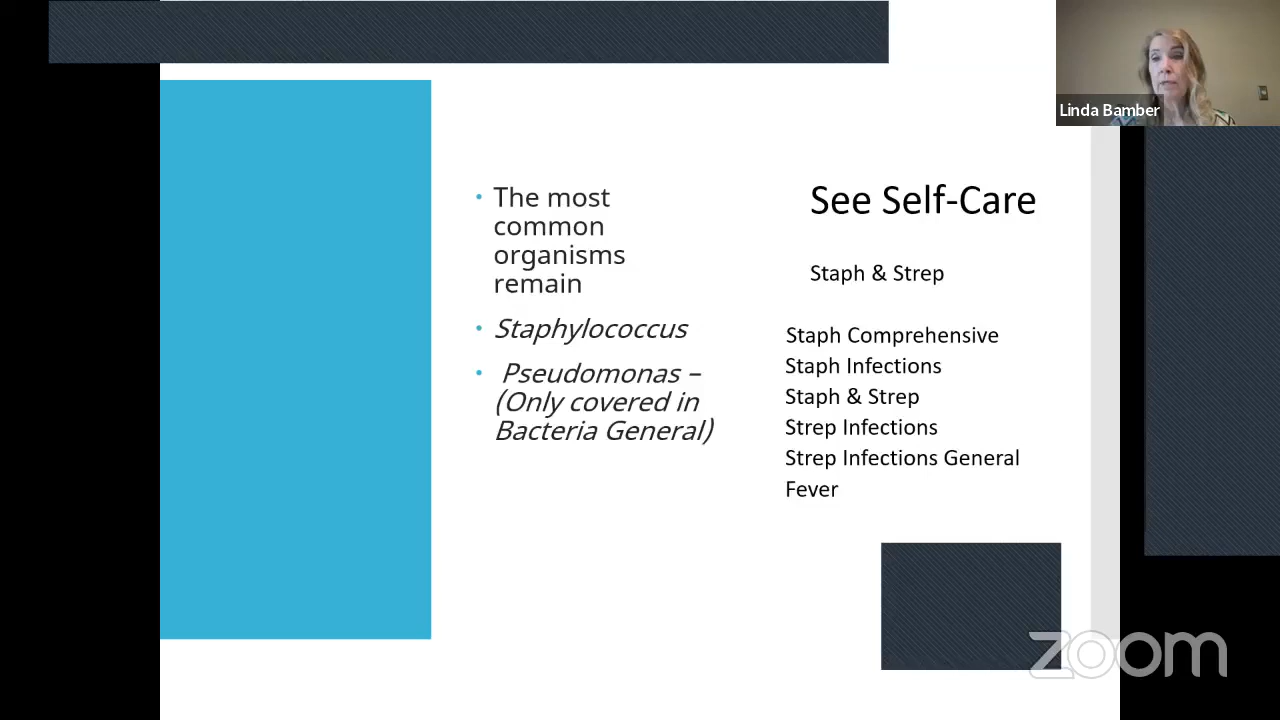 Linda Bamber
• The most
common
organisms
remain
• Staphylococcus
• Pseudomonas –
(Only covered in
Bacteria General)
See Self-Care
Staph & Strep
Staph Comprehensive
Staph Infections
Staph & Strep
Strep Infections
Strep Infections General
Fever
zoom